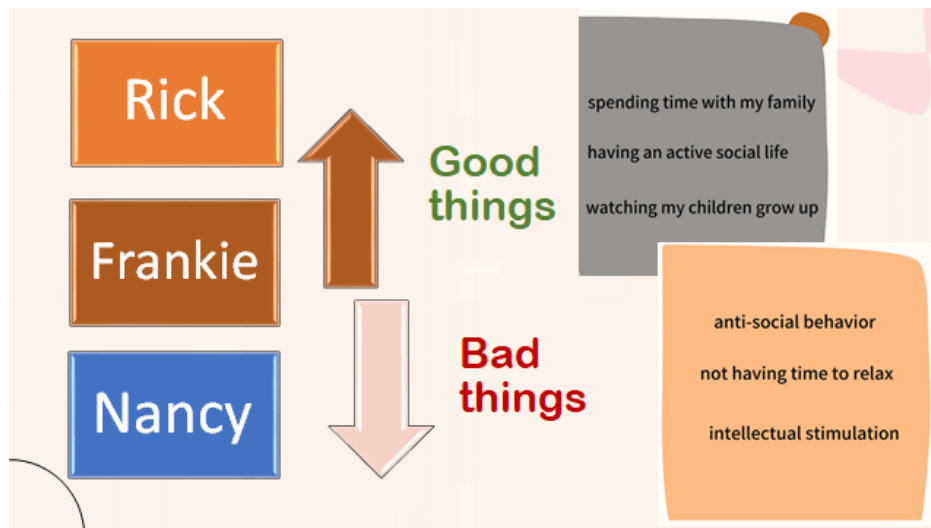 Rick
Frankie
Nancy
Good
things
Bad
things
spending time with my family
having an active social life
watching my children grow up
anti-social behavior
not having time to relax
intellectual stimulation